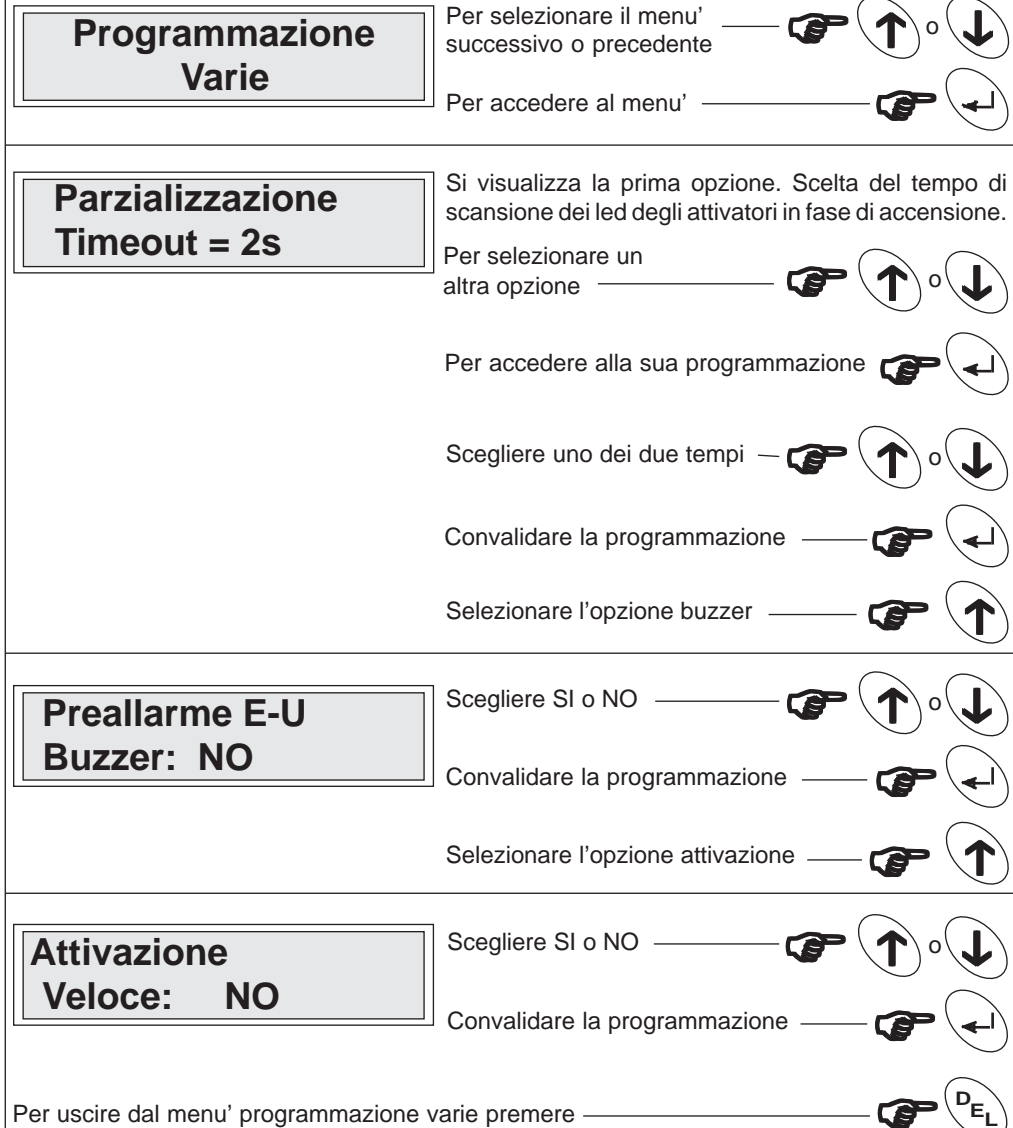 Programmazione
Varie
Per selezionare il menu'
successivo o precedente
o
Per accedere al menu'
Parzializzazione
Timeout = 2s
Si visualizza la prima opzione. Scelta del tempo di
scansione dei led degli attivatori in fase di accensione.
Per selezionare un
altra opzione
o
Per accedere alla sua programmazione
Scegliere uno dei due tempi
o
Convalidare la programmazione
Selezionare l'opzione buzzer
Preallarme E-U
Buzzer: NO
Scegliere SI o NO
o
Convalidare la programmazione
Selezionare l'opzione attivazione
Attivazione
Veloce: NO
Scegliere SI o NO
o
Convalidare la programmazione
Per uscire dal menu' programmazione varie premere
DEL